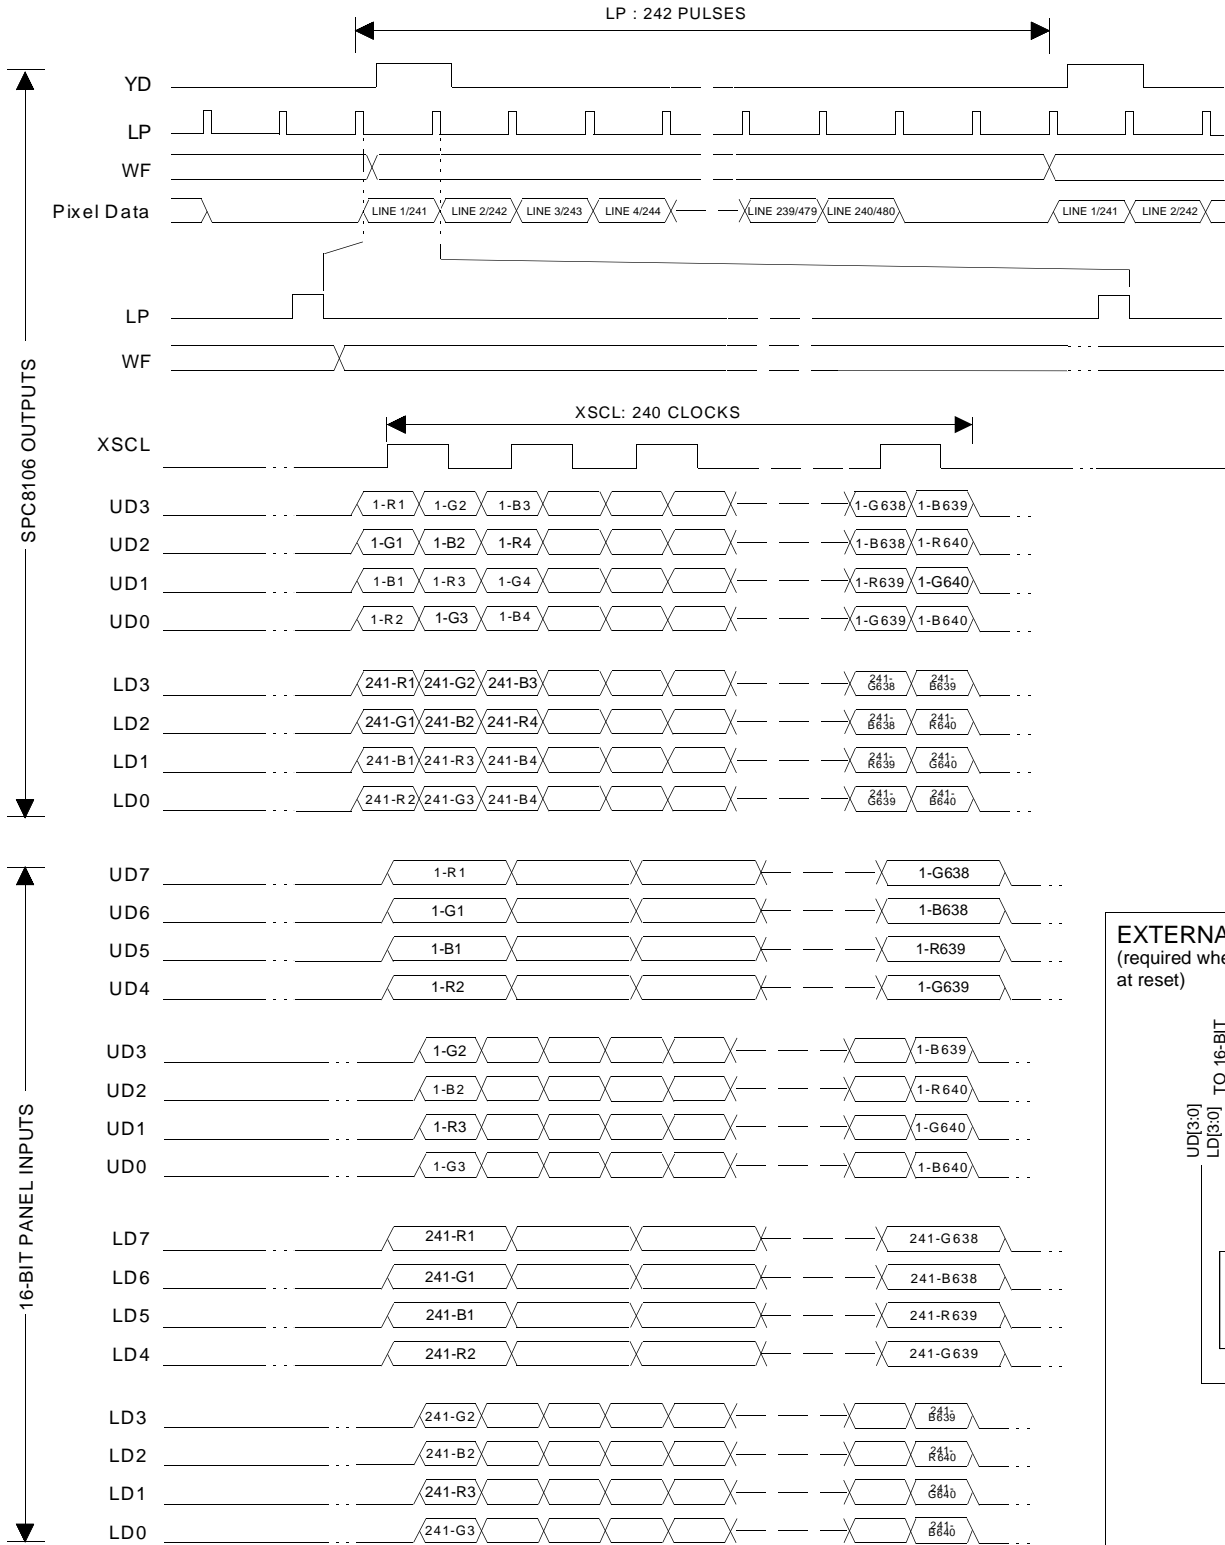 LP : 242 PULSES
YD
LP
WF
Pixel Data LINE 1/241 LINE 2/242 LINE 3/243 LINE 4/244 LINE 239/479 LINE 240/480 LINE 1/241 LINE 2/242
LP
WF
SPC8106 OUTPUTS
XSCL: 240 CLOCKS
XSCL
UD3 1-R1 1-G2 1-B3 1-G638 1-B639
UD2 1-G1 1-B2 1-R4 1-B638 1-R640
UD1 1-B1 1-R3 1-G4 1-R639 1-G640
UD0 1-R2 1-G3 1-B4 1-G639 1-B640
LD3 241-R1 241-G2 241-B3 241-G638 241-B639
LD2 241-G1 241-B2 241-R4 241-B638 241-R640
LD1 241-B1 241-R3 241-B4 241-R639 241-G640
LD0 241-R2 241-G3 241-B4 241-G639 241-B640
16-BIT PANEL INPUTS
UD7 1-R1 1-G638
UD6 1-G1 1-B638
UD5 1-B1 1-R639
UD4 1-R2 1-G639
UD3 1-G2 1-B639
UD2 1-B2 1-R640
UD1 1-R3 1-G640
UD0 1-G3 1-B640
LD7 241-R1 241-G638
LD6 241-G1 241-B638
LD5 241-B1 241-R639
LD4 241-R2 241-G639
LD3 241-G2 241-B639
LD2 241-B2 241-R640
LD1 241-R3 241-G640
LD0 241-G3 241-B640
EXTERNA
(required whe
at reset)
UD[3:0]
LD[3:0] TO 16-BIT